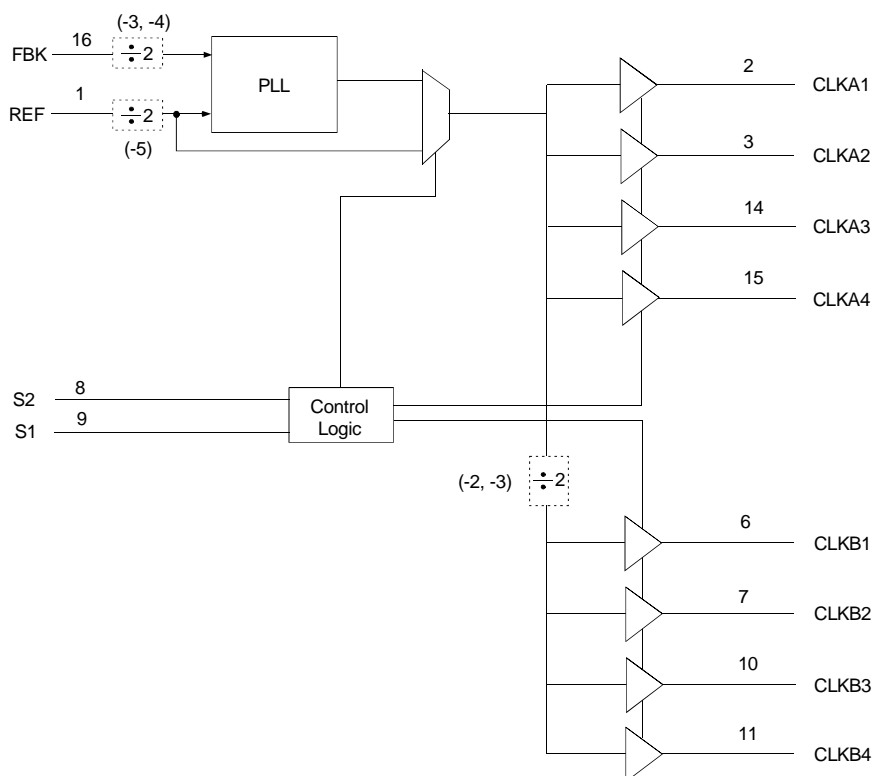 (-3, -4)
FBK 16 ÷2
PLL
REF 1 ÷2
(-5)
2 CLKA1
3 CLKA2
14 CLKA3
15 CLKA4
S2 8
S1 9
Control
Logic
(-2, -3) ÷2
6 CLKB1
7 CLKB2
10 CLKB3
11 CLKB4